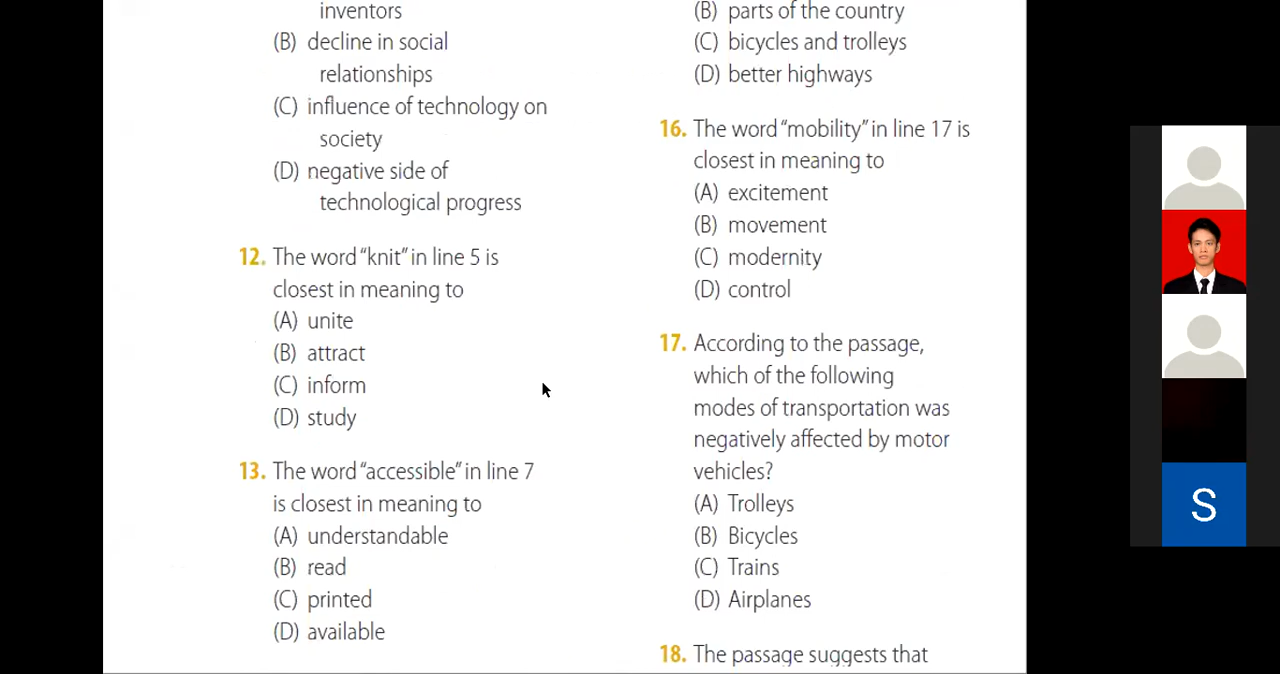 inventors
(B) decline in social
relationships
(C) influence of technology on
society
(D) negative side of
technological progress
12. The word “knit” in line 5 is
closest in meaning to
(A) unite
(B) attract
(C) inform
(D) study
13. The word “accessible” in line 7
is closest in meaning to
(A) understandable
(B) read
(C) printed
(D) available
(B) parts of the country
(C) bicycles and trolleys
(D) better highways
16. The word “mobility” in line 17 is
closest in meaning to
(A) excitement
(B) movement
(C) modernity
(D) control
17. According to the passage,
which of the following
modes of transportation was
negatively affected by motor
vehicles?
(A) Trolleys
(B) Bicycles
(C) Trains
(D) Airplanes
18. The passage suggests that
S